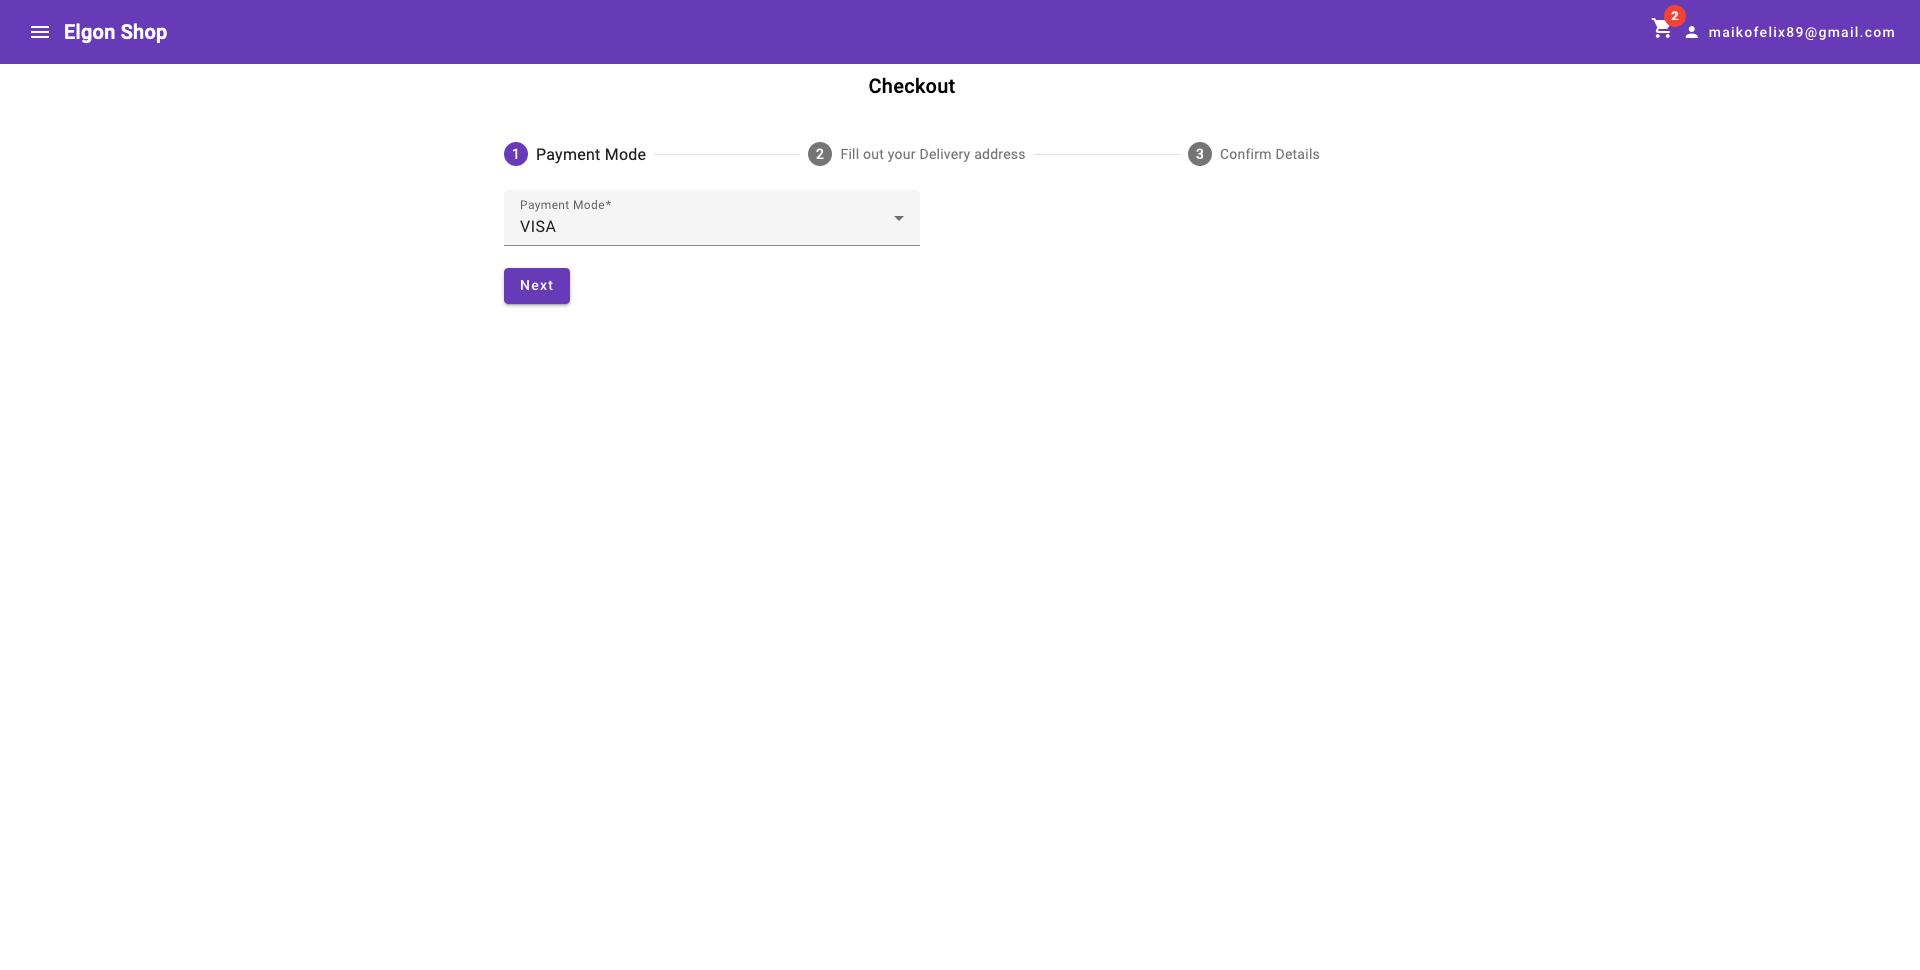 Elgon Shop
2
maikofelix89@gmail.com
Checkout
1 Payment Mode
2 Fill out your Delivery address
3 Confirm Details
Payment Mode*
VISA
Next